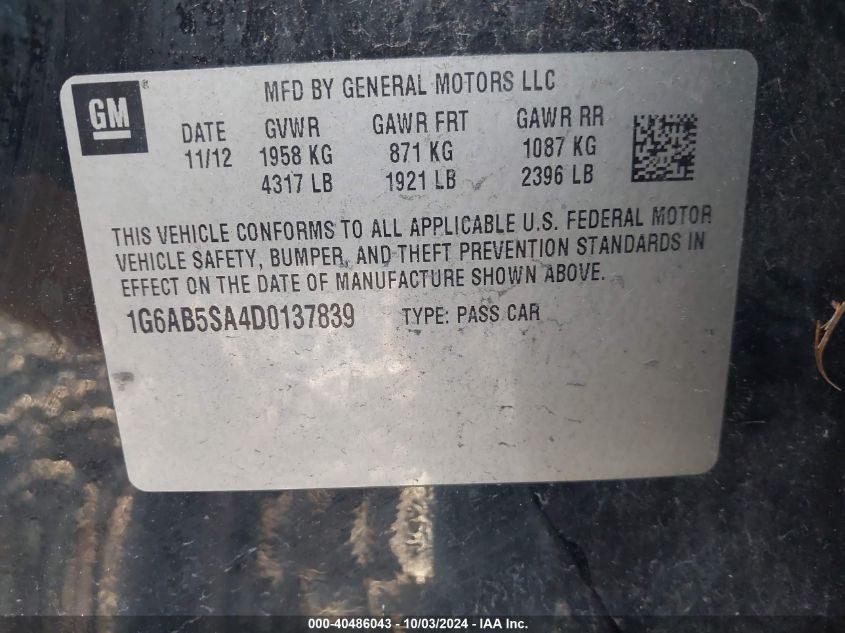 GM ®
MFD BY GENERAL MOTORS LLC
DATE GVWR GAWR FRT GAWR RR
11/12 1958 KG 871 KG 1087 KG
4317 LB 1921 LB 2396 LB
THIS VEHICLE CONFORMS TO ALL APPLICABLE U.S. FEDERAL MOTOR
VEHICLE SAFETY, BUMPER, AND THEFT PREVENTION STANDARDS IN
EFFECT ON THE DATE OF MANUFACTURE SHOWN ABOVE.
1G6AB5SA4D0137839 TYPE: PASS CAR
000-40486043 - 10/03/2024 - IAA Inc.